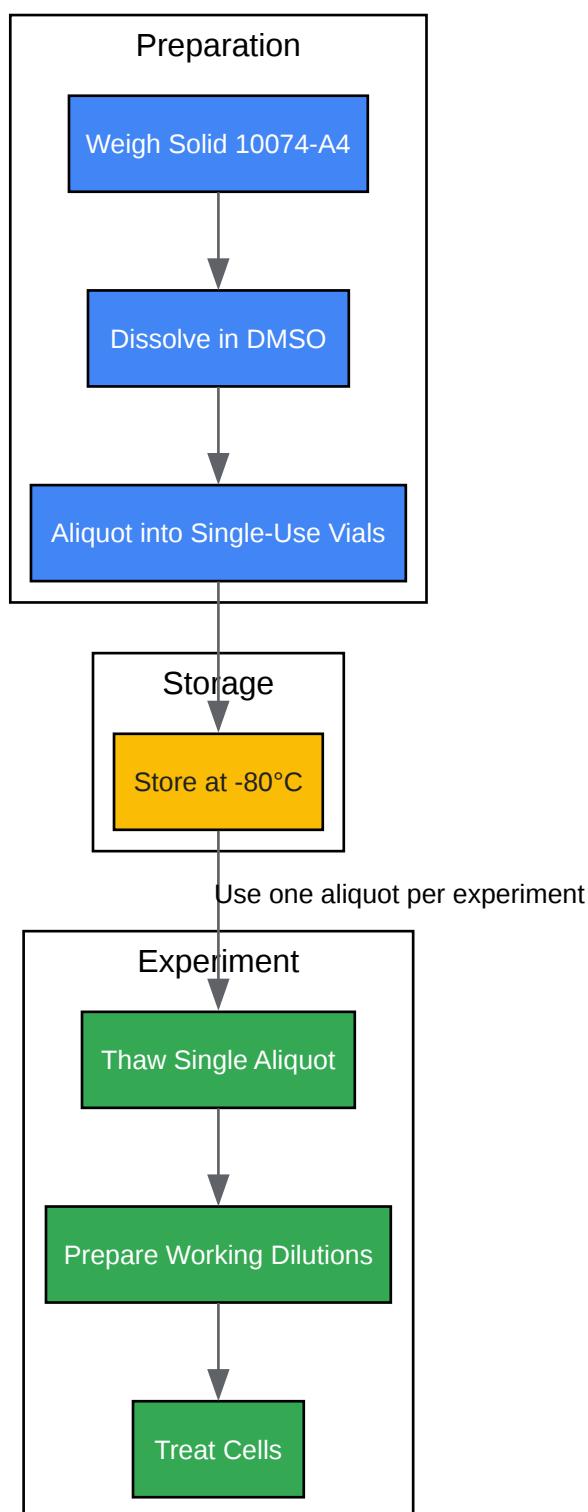 Preparation
Weigh Solid 10074-A4
Dissolve in DMSO
Aliquot into Single-Use Vials
Storage
Store at -80°C
Use one aliquot per experiment
Experiment
Thaw Single Aliquot
Prepare Working Dilutions
Treat Cells